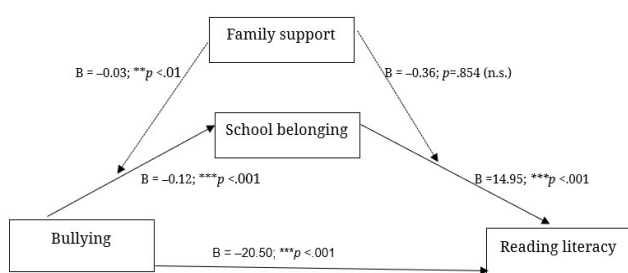 Family support
B = –0.03; **p <.01
B = –0.36; p=.854 (n.s.)
School belonging
B = –0.12; ***p <.001
B =14.95; ***p <.001
Bullying
B = –20.50; ***p <.001
Reading literacy